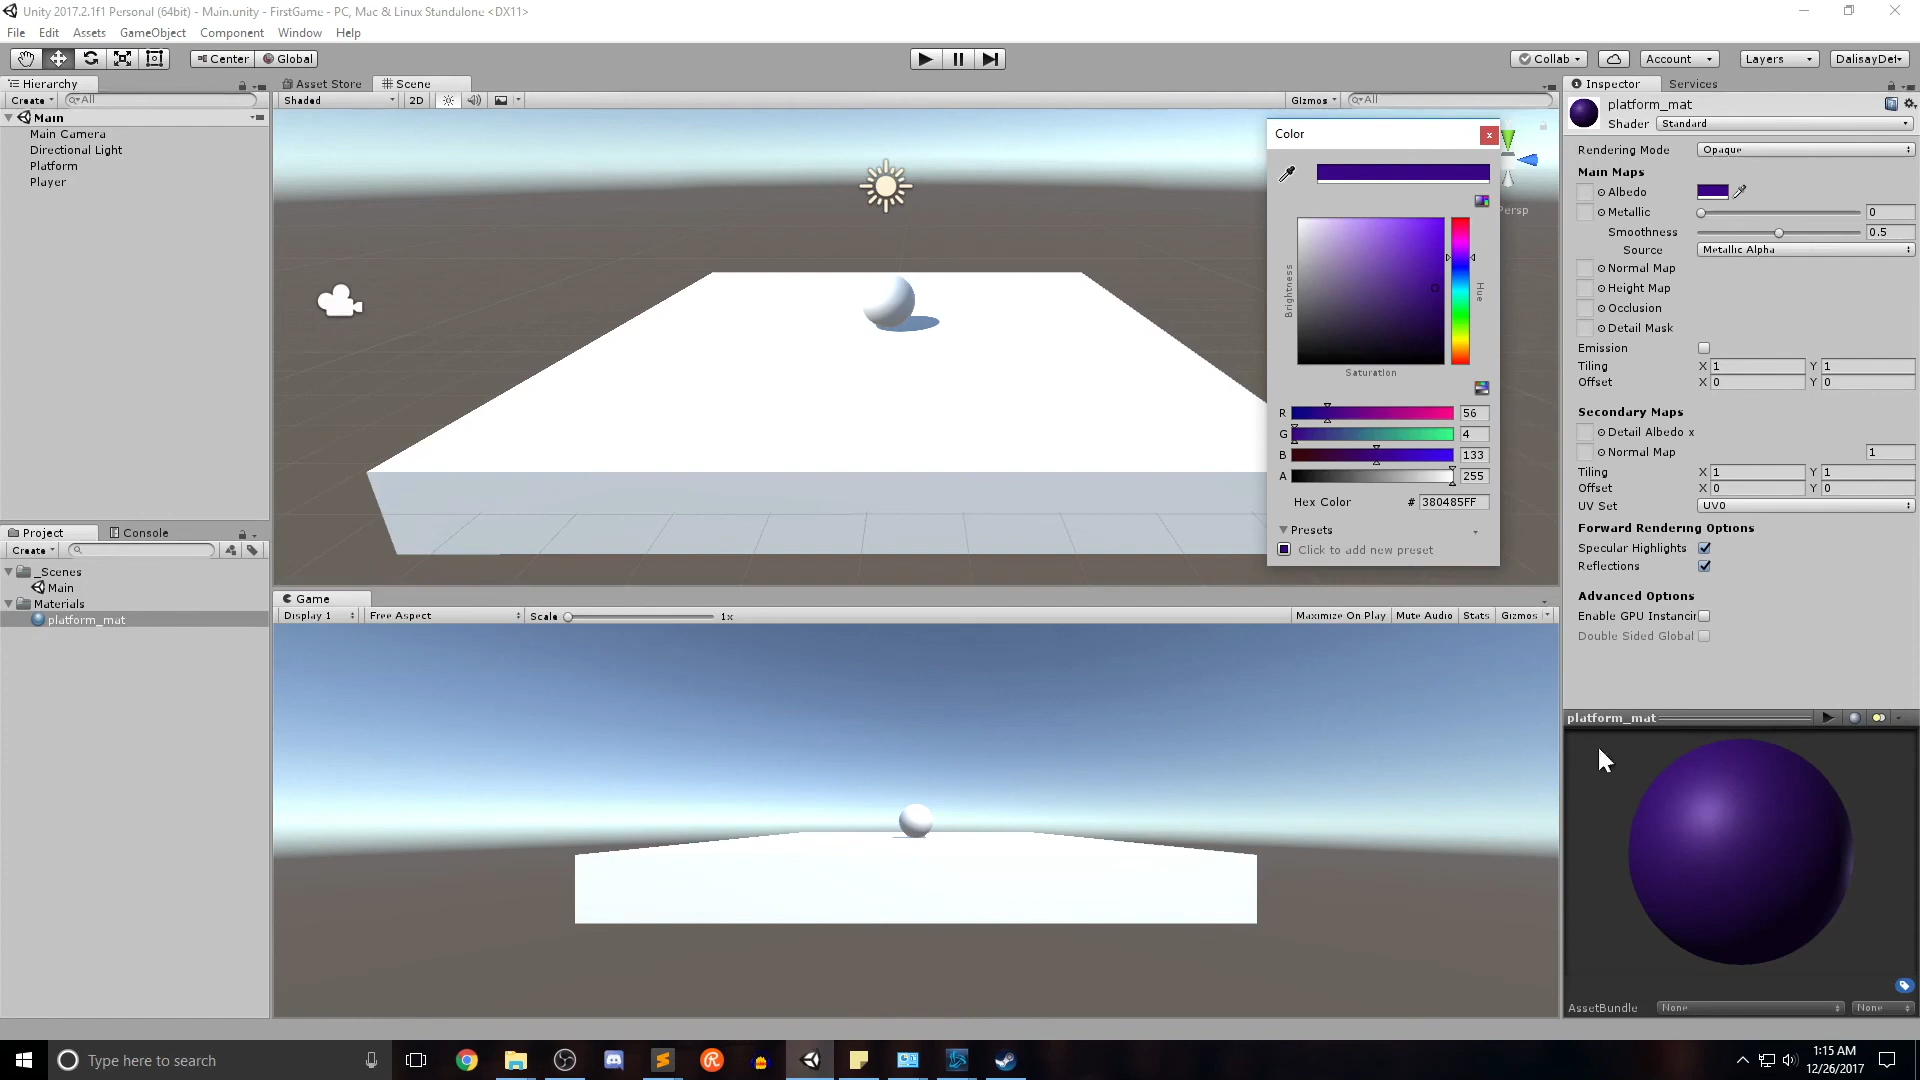 Unity 2017.2.1f1 Personal (64bit) - Main.unity - FirstGame - PC, Mac & Linux Standalone <DX11>
File Edit Assets GameObject Component Window Help
Center Global Collab Account Layers DalisayDef
Hierarchy
Create All
Main
Main Camera
Directional Light
Platform
Player
Asset Store Scene
Shaded 2D Gizmos All
Persp
Color
Brightness
Hue
Saturation
R 56
G 4
B 133
A 255
Hex Color # 380485FF
Presets
Click to add new preset
Inspector Services
platform_mat
Shader Standard
Rendering Mode Opaque
Main Maps
Albedo
Metallic 0
Smoothness 0.5
Source Metallic Alpha
Normal Map
Height Map
Occlusion
Detail Mask
Emission
Tiling X 1 Y 1
Offset X 0 Y 0
Secondary Maps
Detail Albedo x
Normal Map 1
Tiling X 1 Y 1
Offset X 0 Y 0
UV Set UV0
Forward Rendering Options
Specular Highlights
Reflections
Advanced Options
Enable GPU Instancin
Double Sided Global
platform_mat
AssetBundle None None
Project Console
Create
_Scenes
Main
Materials
platform_mat
Game
Display 1 Free Aspect Scale 1x Maximize On Play Mute Audio Stats Gizmos
Type here to search
1:15 AM
12/26/2017